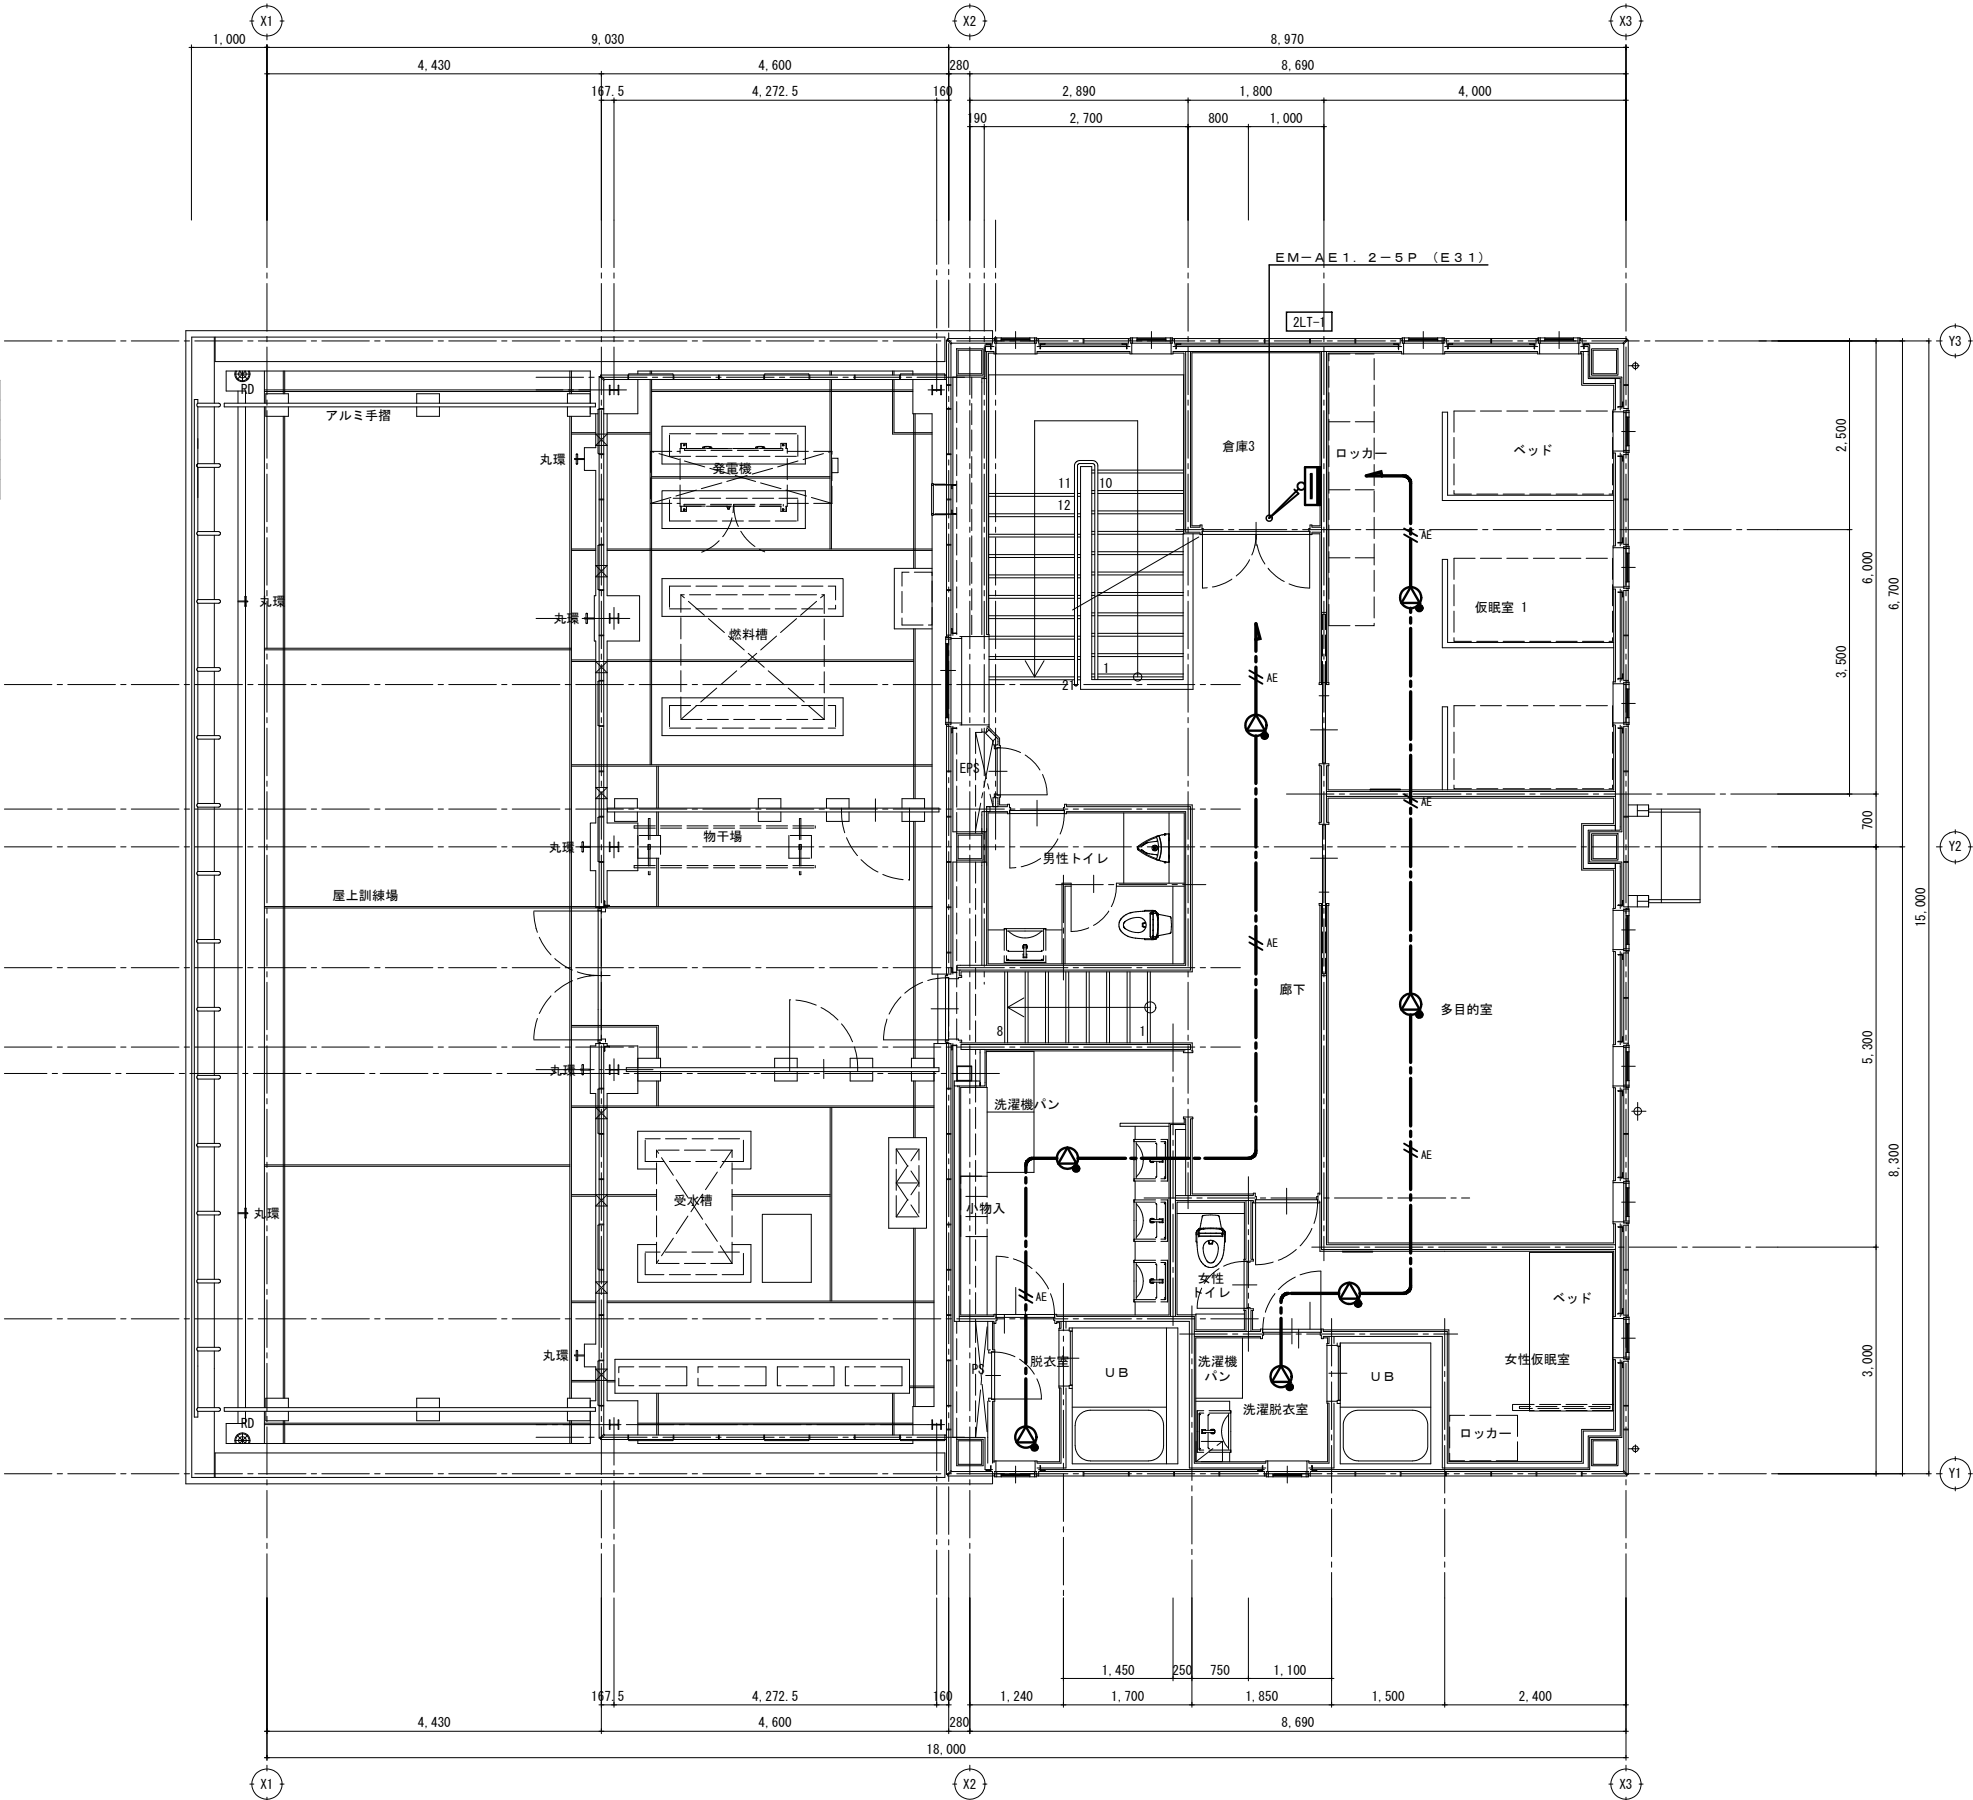 X1
X2
X3
1,000
9,030
8,970
4,430
4,600
280
8,690
167.5
4,272.5
160
2,890
1,800
4,000
190
2,700
800
1,000
EM-AE1.2-5P (E31)
2LT-1
Y3
RD
アルミ手摺
丸環
発電機
倉庫3
ロッカー
ベッド
2,500
11
10
12
AE
丸環
丸環
燃料槽
仮眠室 1
6,000
6,700
3,500
1
21
AE
EPS
AE
700
物干場
丸環
男性トイレ
Y2
屋上訓練場
15,000
AE
廊下
多目的室
8
1
5,300
丸環
洗濯機パン
AE
8,300
受水槽
小物入
丸環
女性
トイレ
AE
ベッド
丸環
PS
脱衣室
UB
洗濯機
パン
UB
女性仮眠室
3,000
洗濯脱衣室
RD
ロッカー
Y1
1,450
250
750
1,100
167.5
4,272.5
160
1,240
1,700
1,850
1,500
2,400
4,430
4,600
280
8,690
18,000
X1
X2
X3